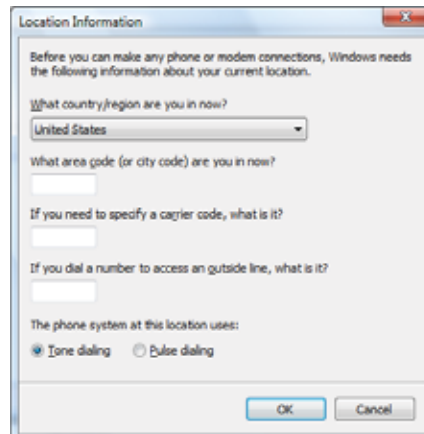 Location Information
Before you can make any phone or modem connections, Windows needs
the following information about your current location.
What country/region are you in now?
United States
What area code (or city code) are you in now?
If you need to specify a carrier code, what is it?
If you dial a number to access an outside line, what is it?
The phone system at this location uses:
Tone dialing Pulse dialing
OK Cancel